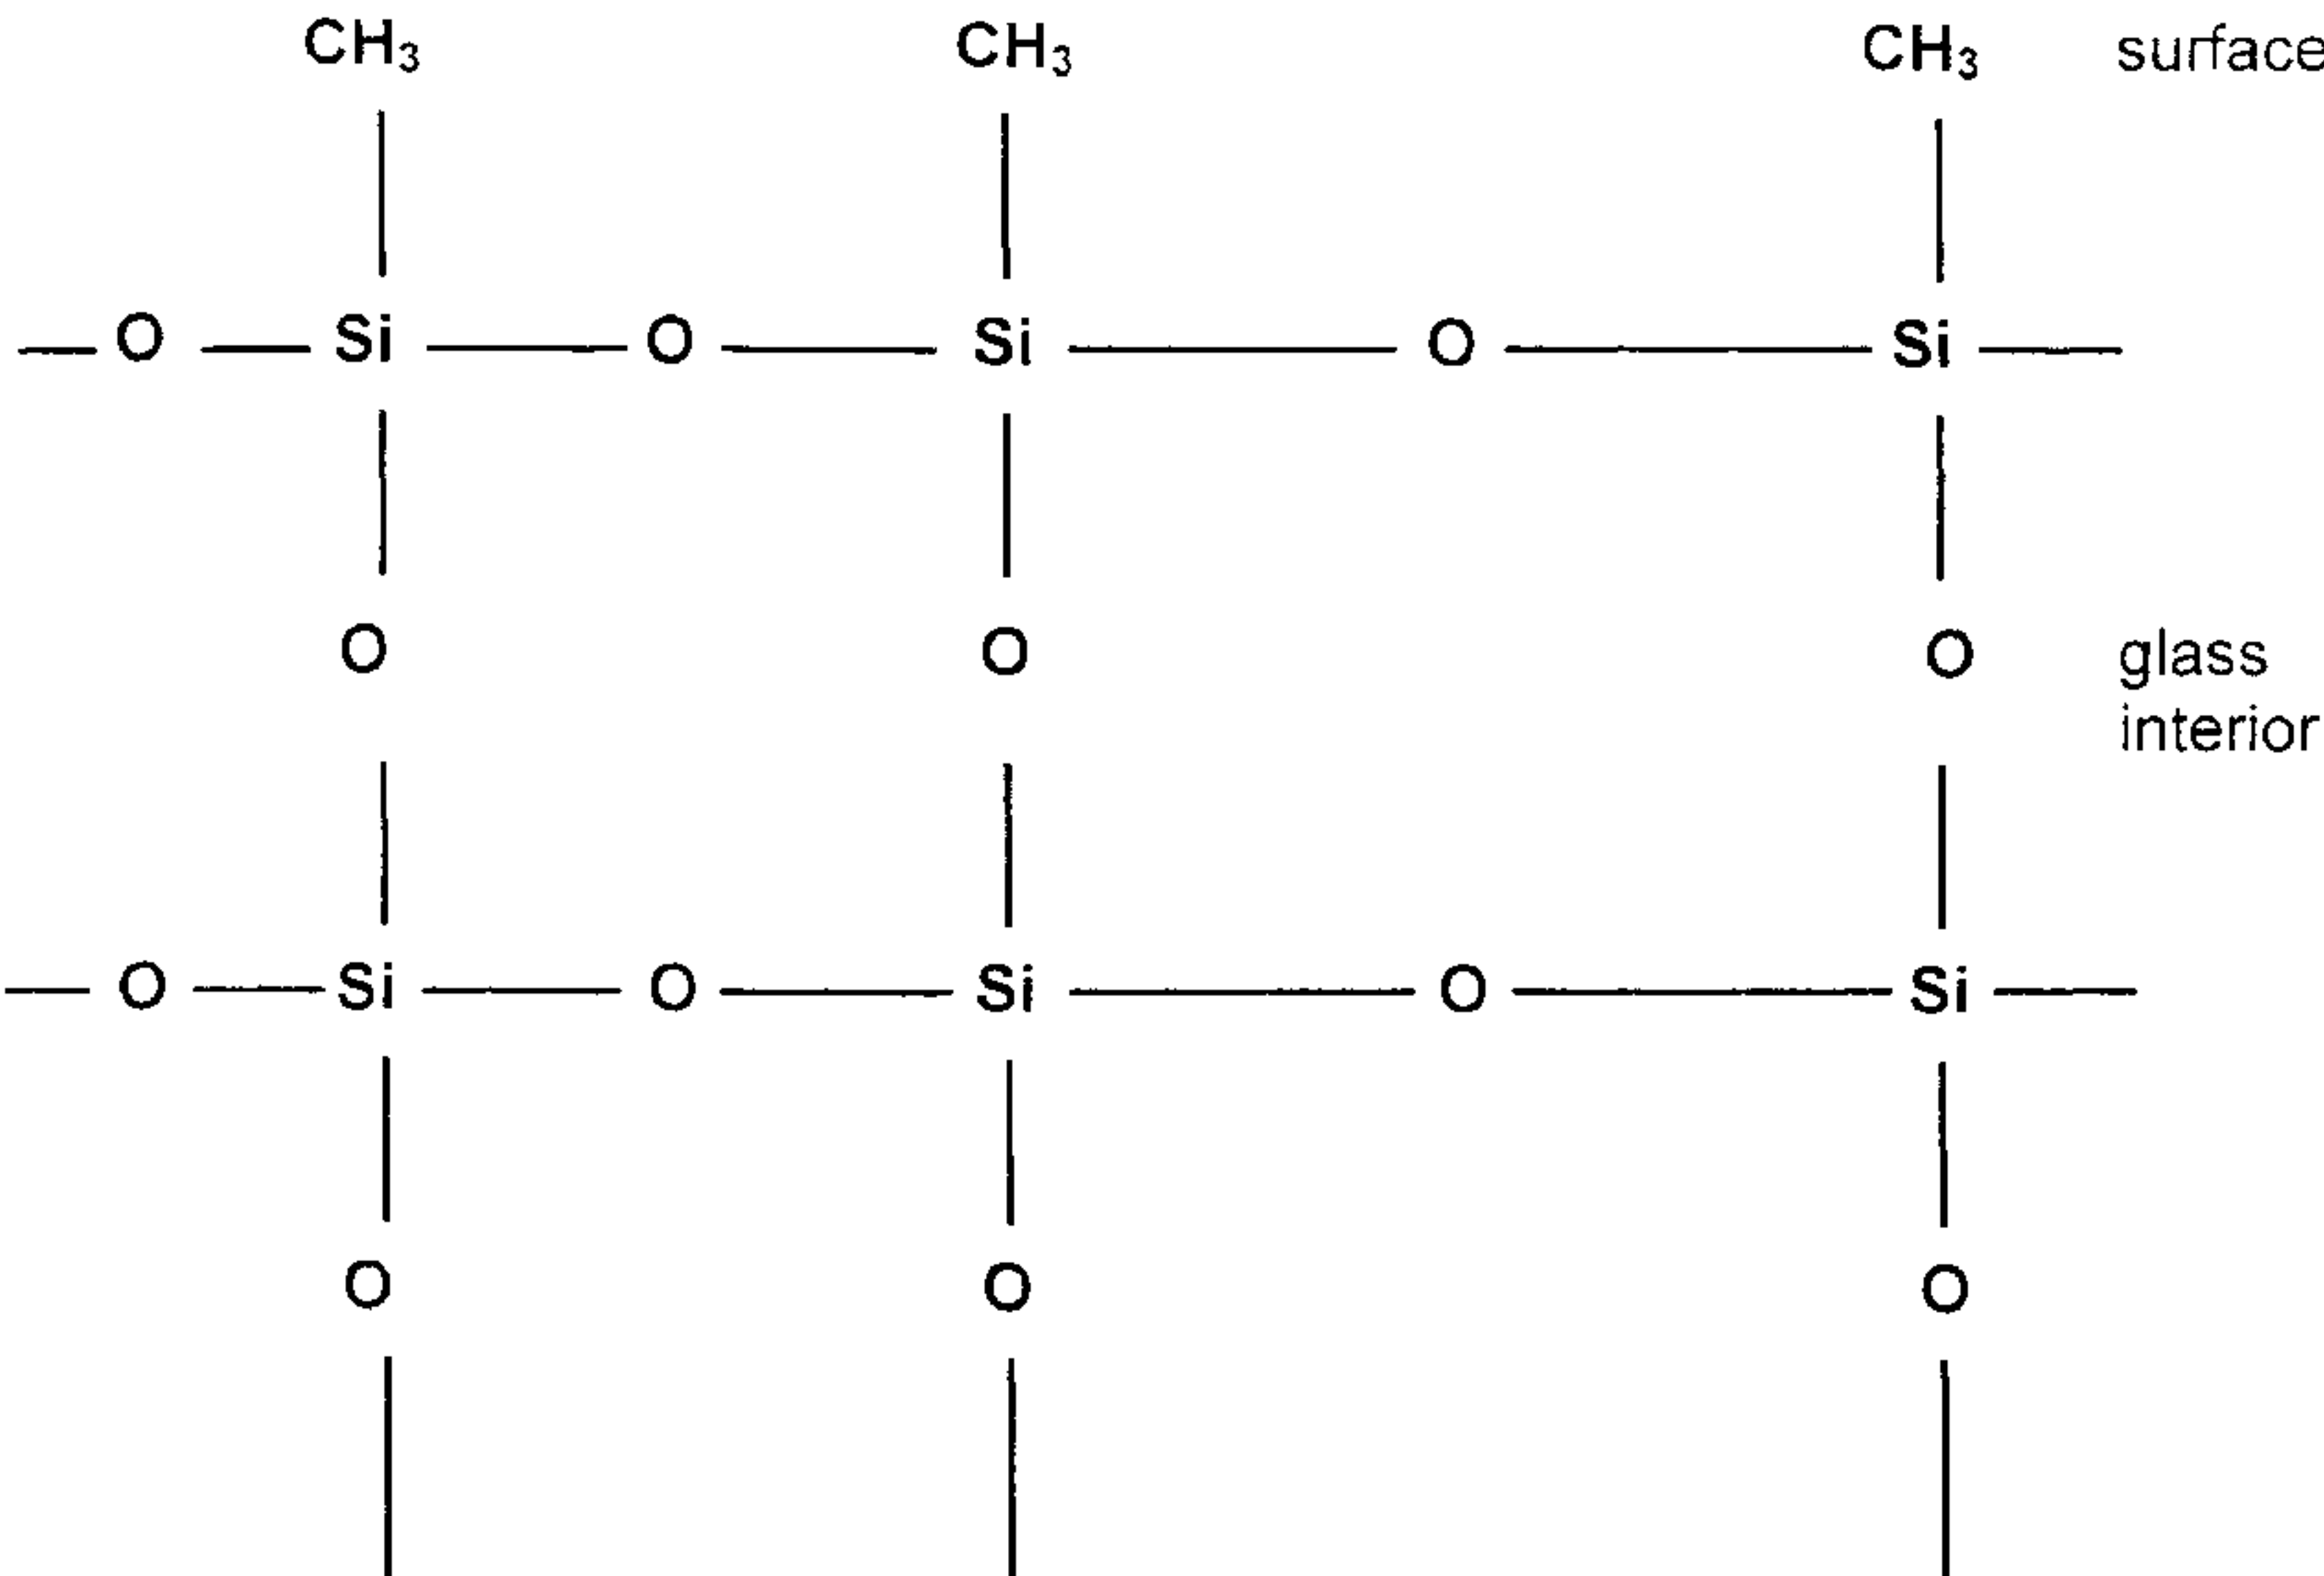 CH₃ CH₃ CH₃ surface
O Si O Si O Si
O O O glass
interior
O Si O Si O Si
O O O